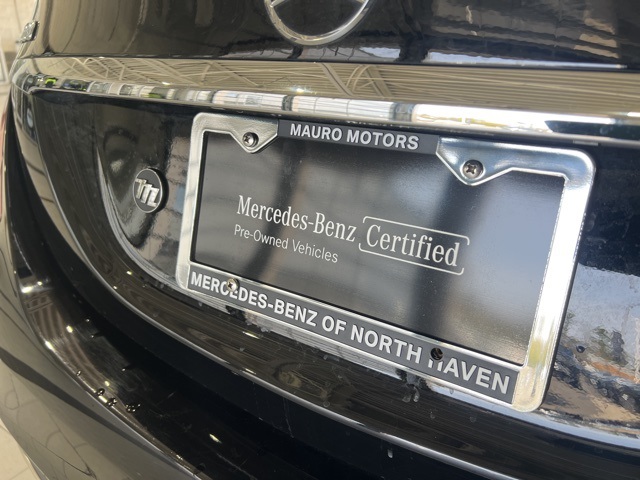 MAURO MOTORS
Mercedes-Benz Certified
Pre-Owned Vehicles
MERCEDES-BENZ OF NORTH HAVEN